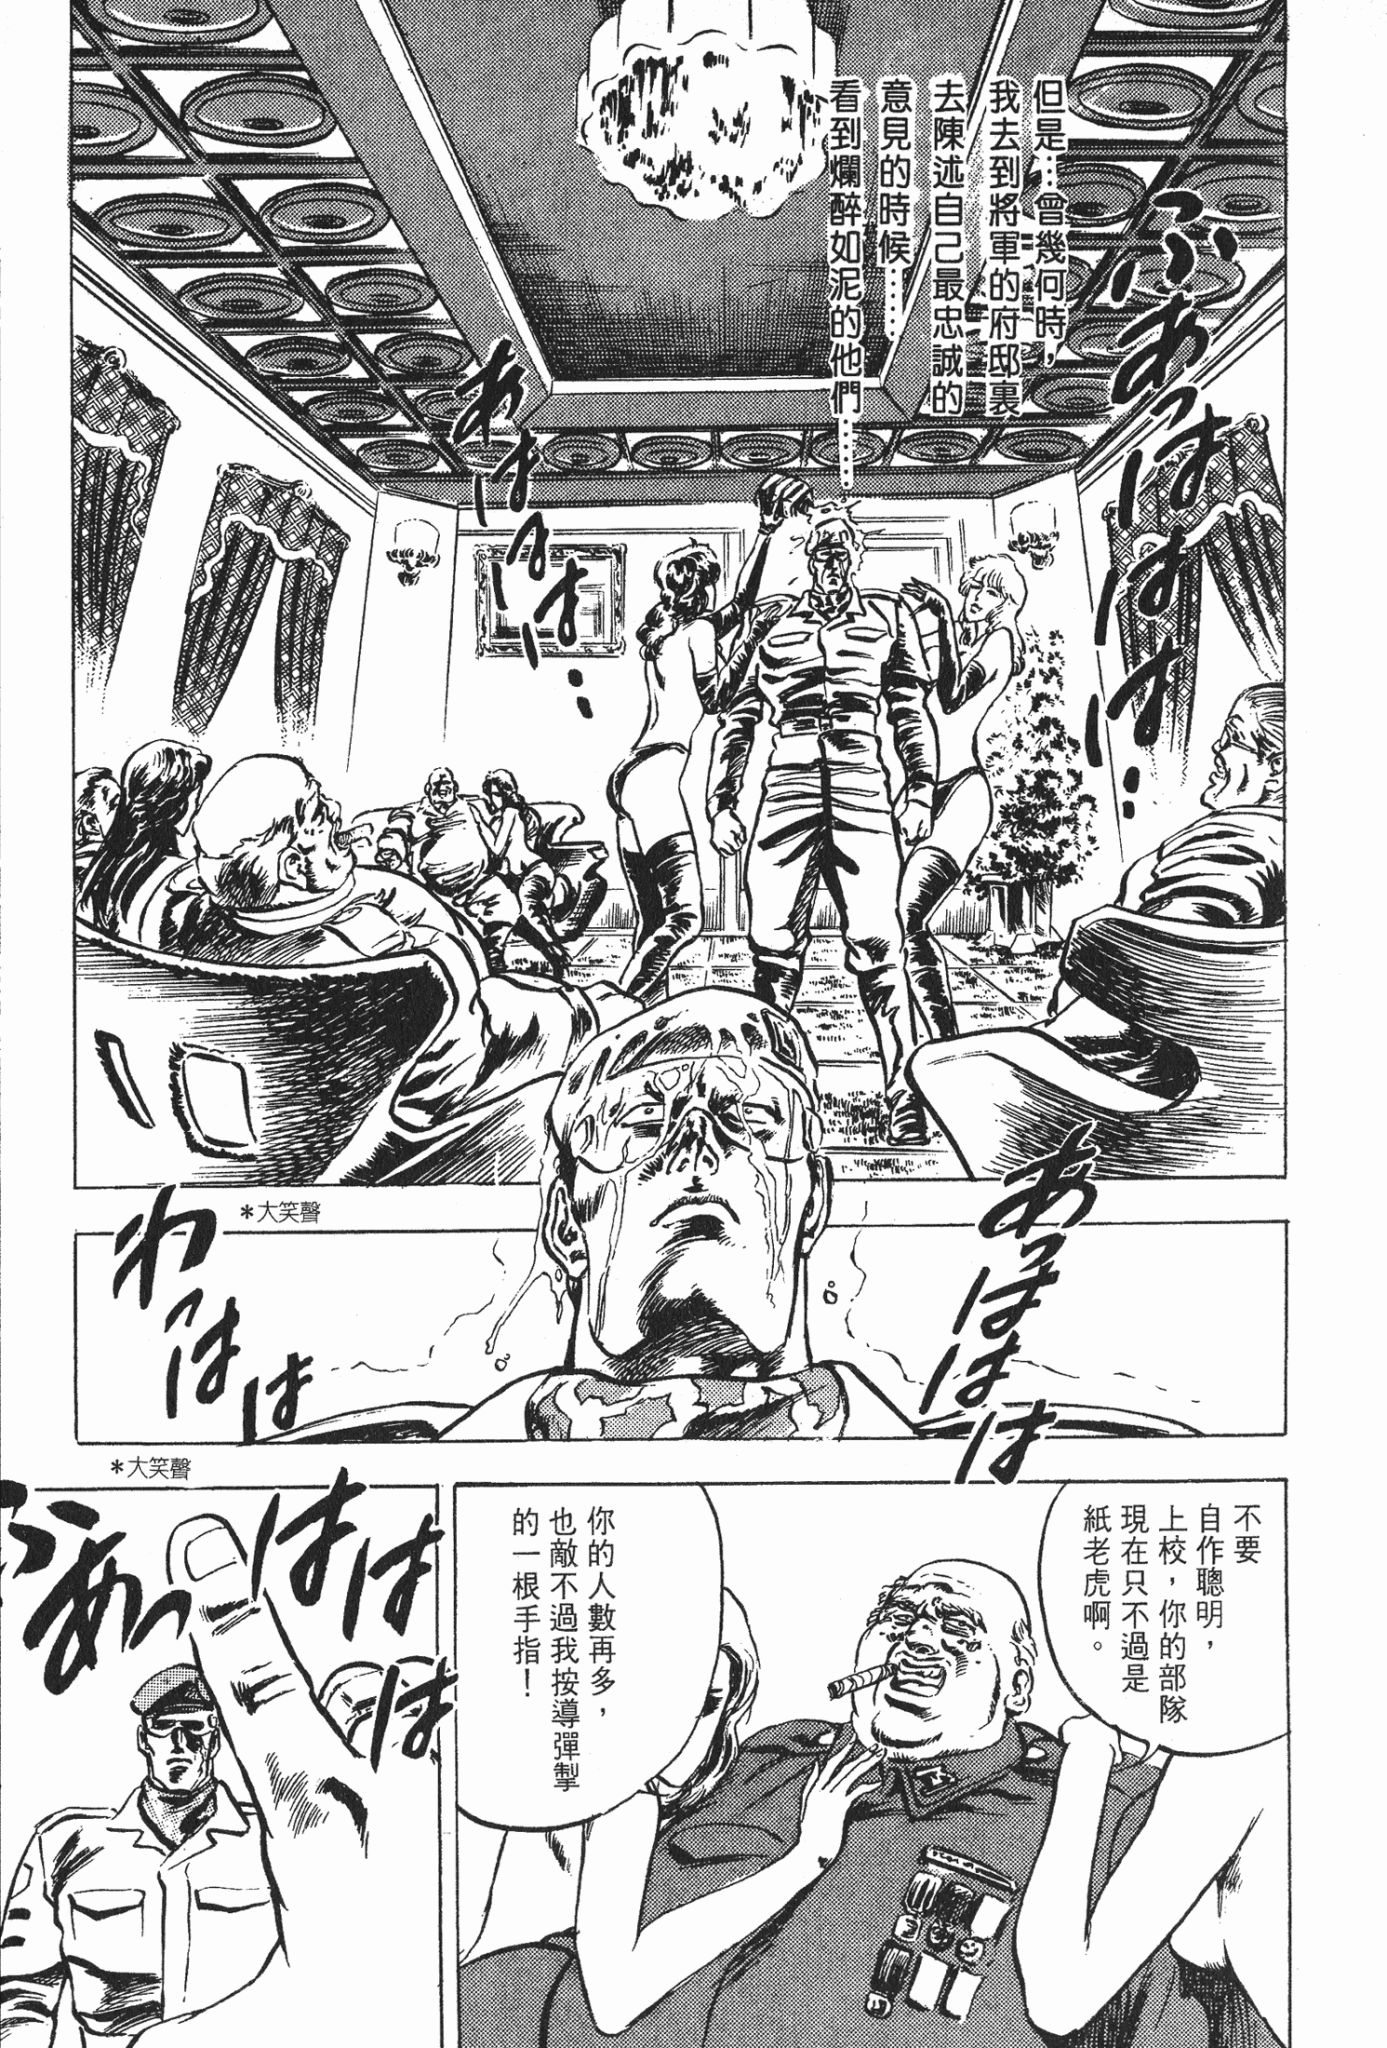 但是…曾幾何時，
我去到將軍的府邸裏
去陳述自己最忠誠的
意見的時候……
看到爛醉如泥的他們……
ふあっはははは…
あはははは…
＊大笑聲
あっはははは
わっはは
＊大笑聲
不要
自作聰明，
上校，你的部隊
現在只不過是
紙老虎啊。
你的人數再多，
也敵不過我按導彈掣
的一根手指！
はははは
ふあっ